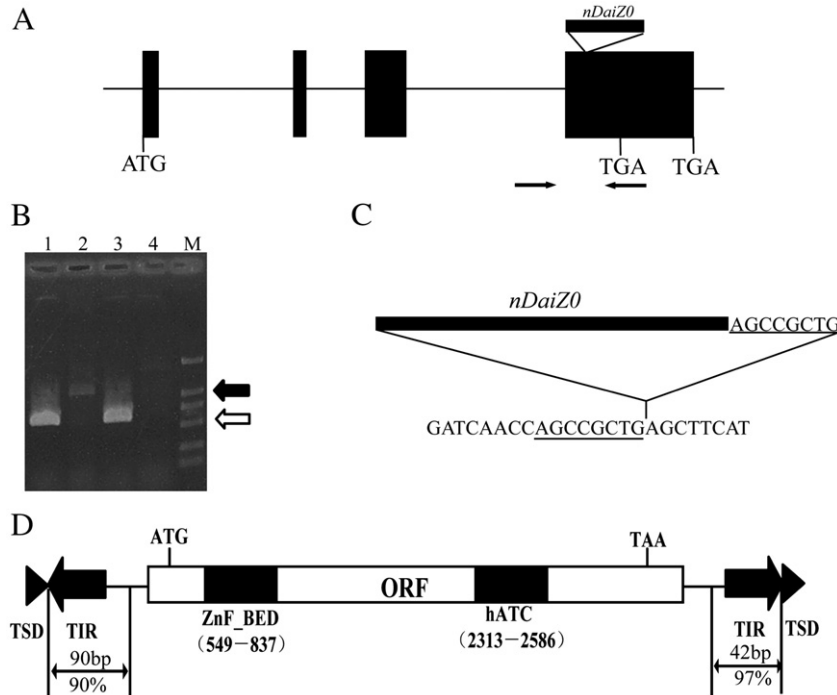 A
nDaiZ0
ATG
TGA
TGA
B
1 2 3 4 M
C
nDaiZ0
AGCCGCTG
GATCAACCAGCCGCTGAGCTTCAT
D
ATG
TAA
ORF
ZnF_BED
(549－837)
hATC
(2313－2586)
TSD
TIR
TIR
TSD
90bp
90%
42bp
97%